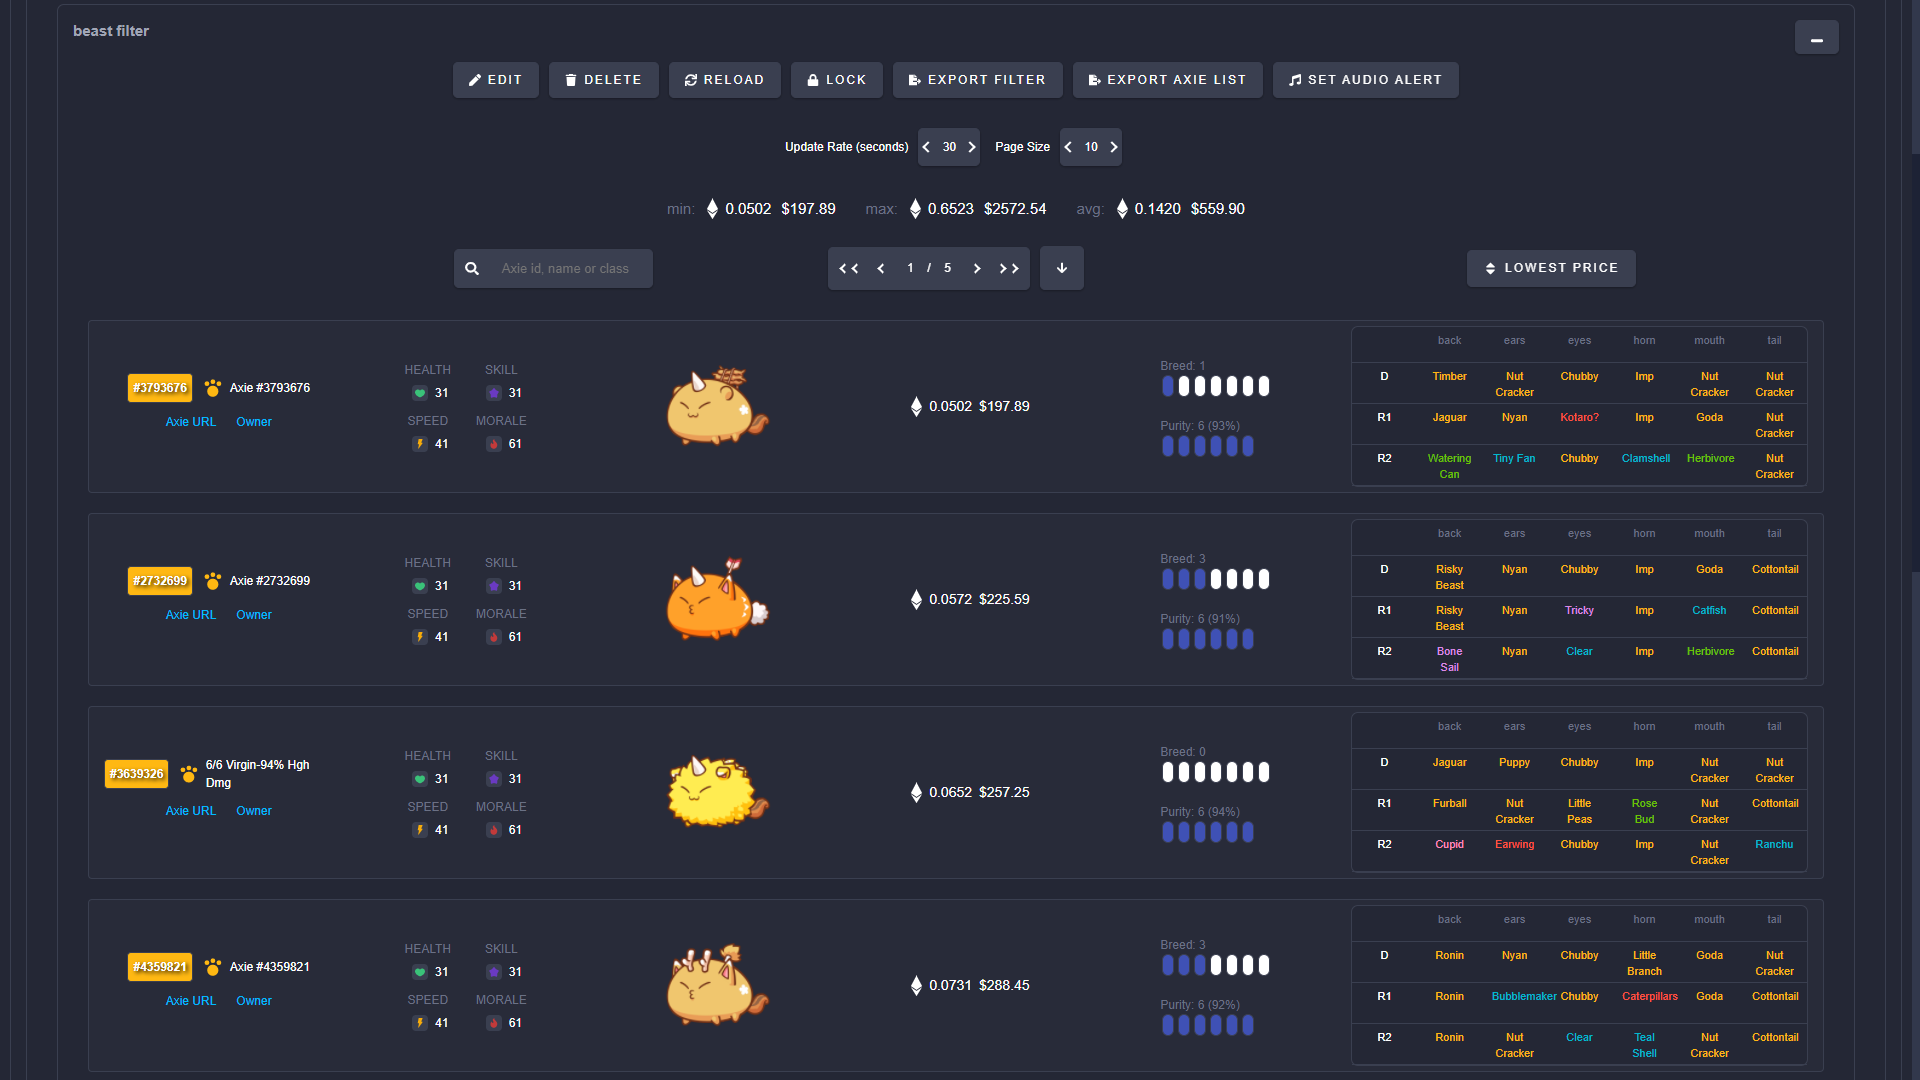 beast filter
EDIT DELETE RELOAD LOCK EXPORT FILTER EXPORT AXIE LIST SET AUDIO ALERT
Update Rate (seconds) 30 Page Size 10
min: 0.0502 $197.89 max: 0.6523 $2572.54 avg: 0.1420 $559.90
Axie id, name or class 1 / 5 LOWEST PRICE
#3793676 Axie #3793676
Axie URL Owner
HEALTH SKILL
31 31
SPEED MORALE
41 61
0.0502 $197.89
Breed: 1
Purity: 6 (93%)
back ears eyes horn mouth tail
D Timber Nut Cracker Chubby Imp Nut Cracker Nut Cracker
R1 Jaguar Nyan Kotaro? Imp Goda Nut Cracker
R2 Watering Can Tiny Fan Chubby Clamshell Herbivore Nut Cracker
#2732699 Axie #2732699
Axie URL Owner
HEALTH SKILL
31 31
SPEED MORALE
41 61
0.0572 $225.59
Breed: 3
Purity: 6 (91%)
back ears eyes horn mouth tail
D Risky Beast Nyan Chubby Imp Goda Cottontail
R1 Risky Beast Nyan Tricky Imp Catfish Cottontail
R2 Bone Sail Nyan Clear Imp Herbivore Cottontail
#3639326 6/6 Virgin-94% Hgh
Dmg
Axie URL Owner
HEALTH SKILL
31 31
SPEED MORALE
41 61
0.0652 $257.25
Breed: 0
Purity: 6 (94%)
back ears eyes horn mouth tail
D Jaguar Puppy Chubby Imp Nut Cracker Nut Cracker
R1 Furball Nut Cracker Little Peas Rose Bud Nut Cracker Cottontail
R2 Cupid Earwing Chubby Imp Nut Cracker Ranchu
#4359821 Axie #4359821
Axie URL Owner
HEALTH SKILL
31 31
SPEED MORALE
41 61
0.0731 $288.45
Breed: 3
Purity: 6 (92%)
back ears eyes horn mouth tail
D Ronin Nyan Chubby Little Branch Goda Nut Cracker
R1 Ronin Bubblemaker Chubby Caterpillars Goda Cottontail
R2 Ronin Nut Cracker Clear Teal Shell Nut Cracker Cottontail